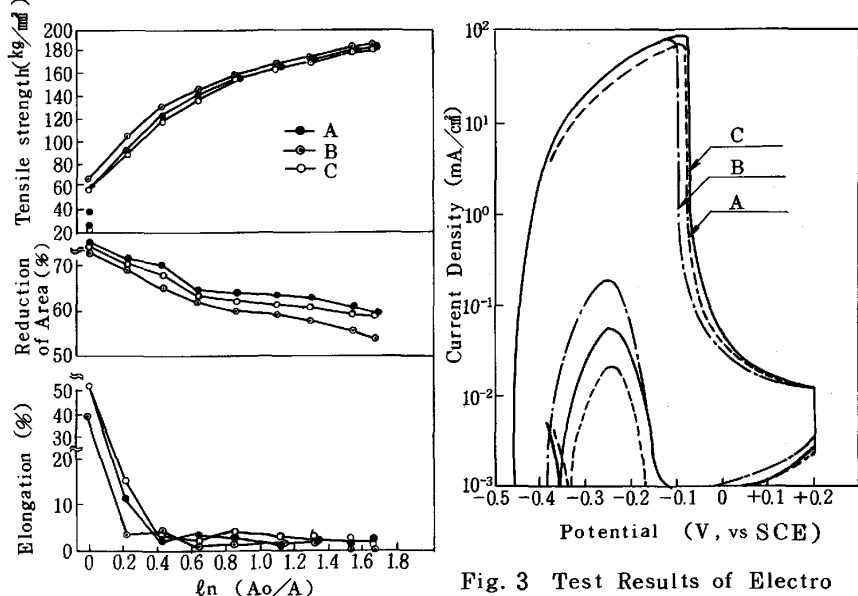 Tensile strength(kg/mm²)
200
180
160
140
120
100
80
60
40
20
A
B
C
Reduction of Area (%)
70
60
50
Elongation (%)
50
40
30
20
10
5
0
0 0.2 0.4 0.6 0.8 1.0 1.2 1.4 1.6 1.8
ℓn (Ao/A)
Current Density (mA/cm²)
10²
10¹
10⁰
10⁻¹
10⁻²
10⁻³
C
B
A
-0.5 -0.4 -0.3 -0.2 -0.1 0 +0.1 +0.2
Potential (V, vs SCE)
Fig. 3 Test Results of Electro